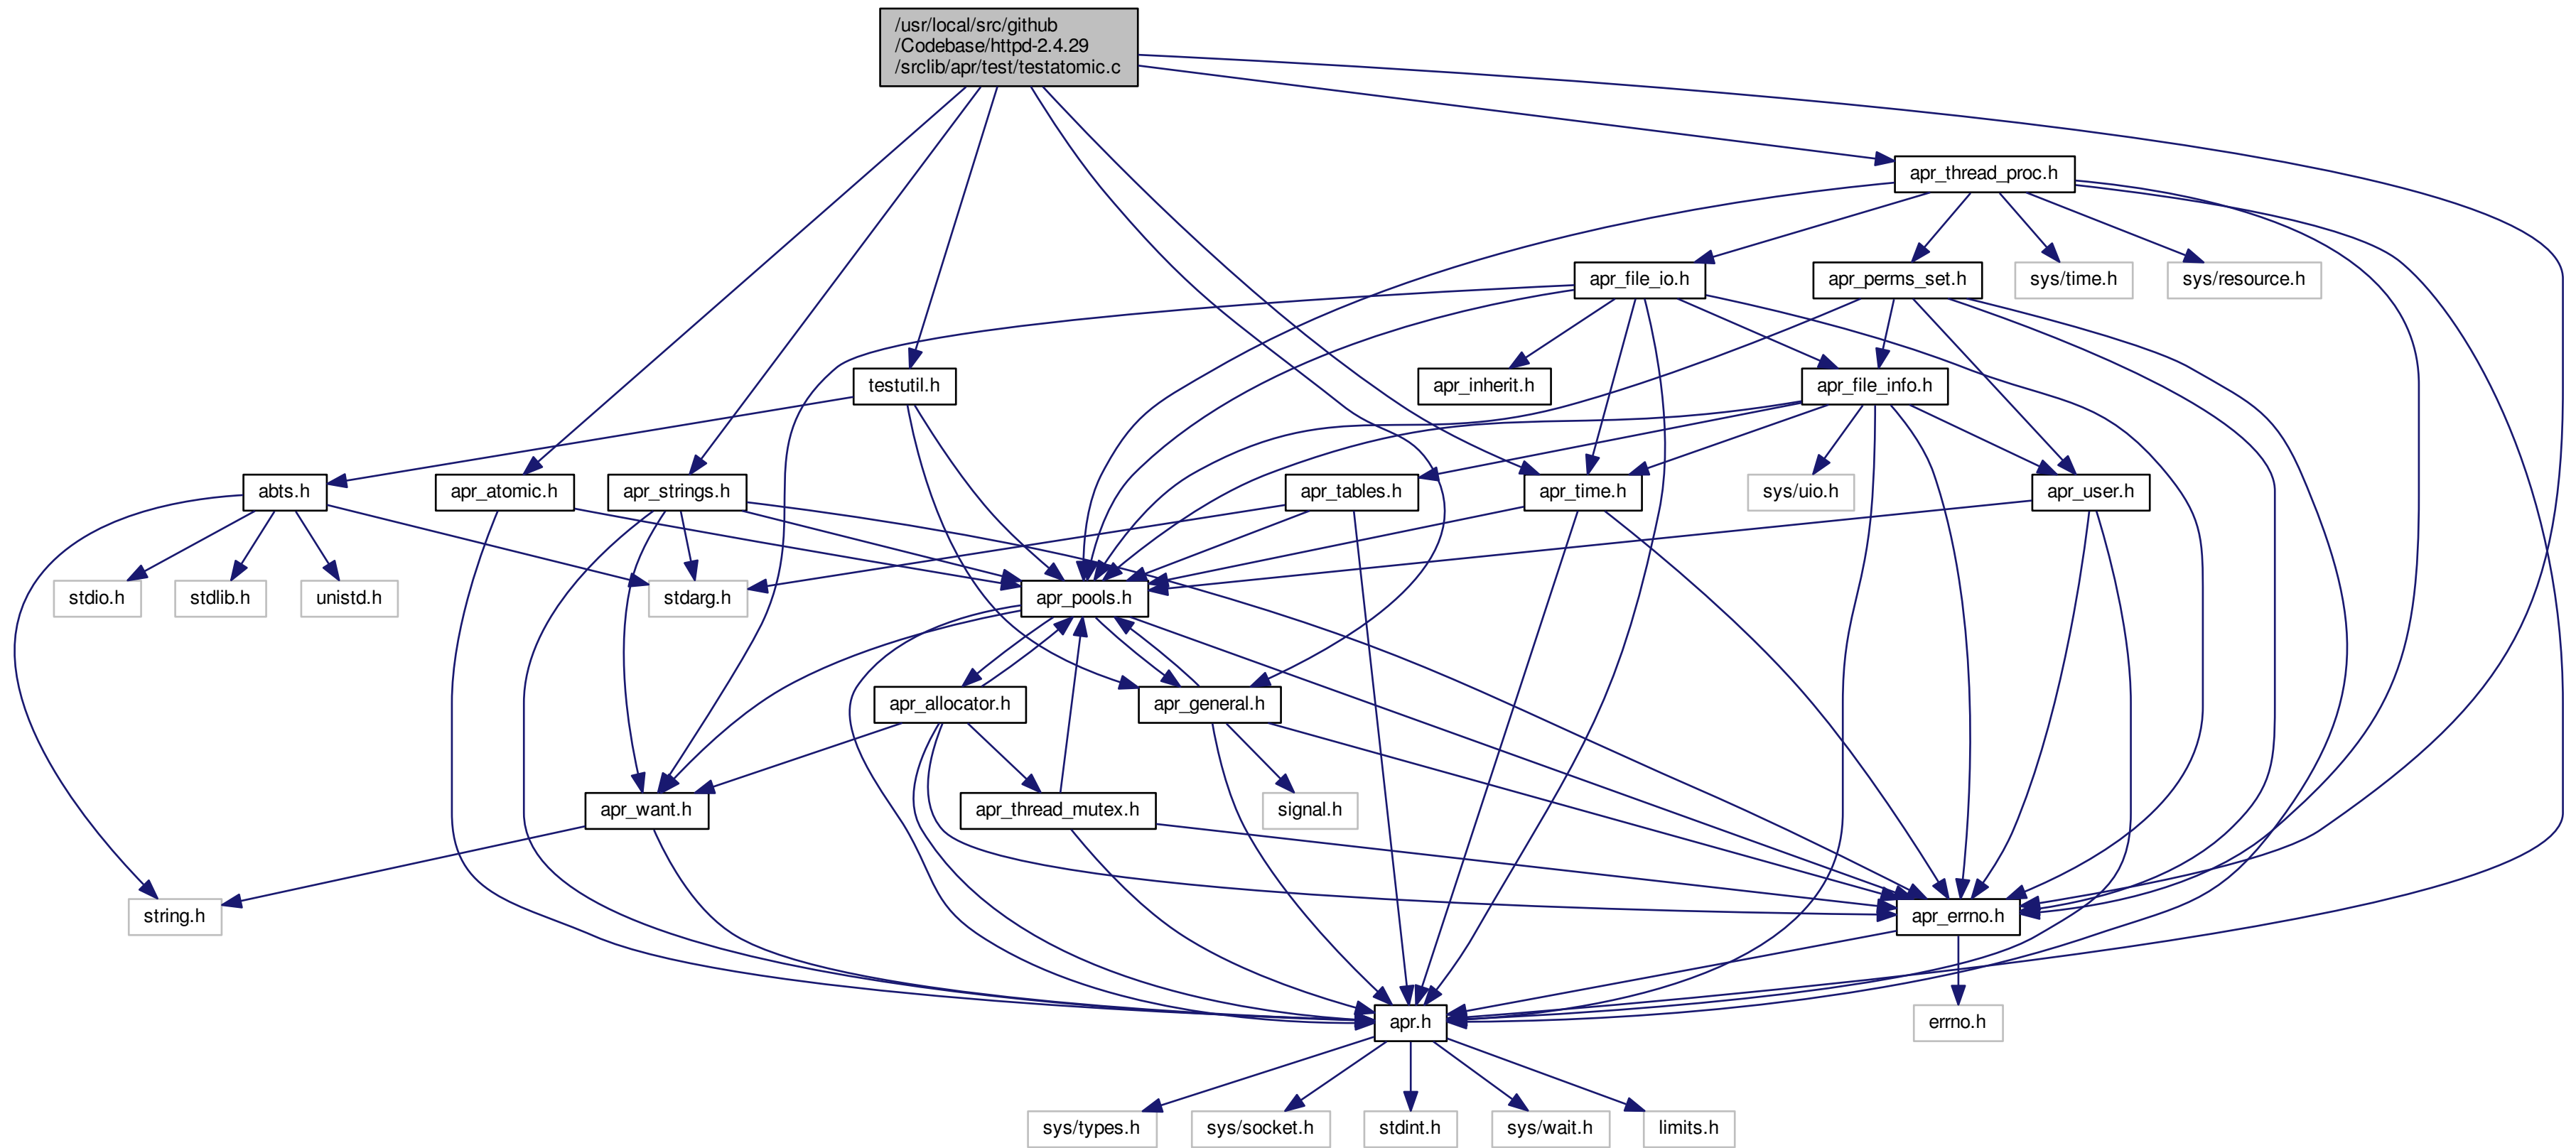 /usr/local/src/github
/Codebase/httpd-2.4.29
/srclib/apr/test/testatomic.c
apr_thread_proc.h
apr_file_io.h
apr_perms_set.h
sys/time.h
sys/resource.h
testutil.h
apr_inherit.h
apr_file_info.h
abts.h
apr_atomic.h
apr_strings.h
apr_tables.h
apr_time.h
sys/uio.h
apr_user.h
stdio.h
stdlib.h
unistd.h
stdarg.h
apr_pools.h
apr_allocator.h
apr_general.h
apr_want.h
apr_thread_mutex.h
signal.h
string.h
apr_errno.h
apr.h
errno.h
sys/types.h
sys/socket.h
stdint.h
sys/wait.h
limits.h